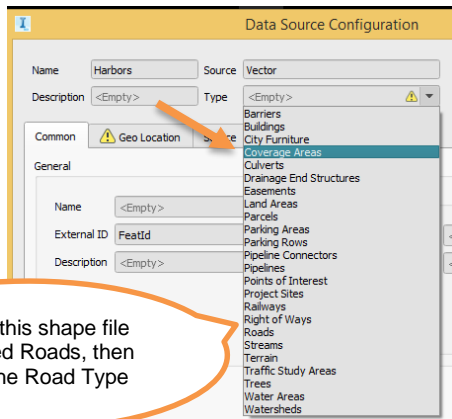 Data Source Configuration
Name Harbors Source Vector
Description <Empty> Type <Empty>
Common Geo Location
General
Name <Empty>
External ID FeatId
Description <Empty>
Barriers
Buildings
City Furniture
Coverage Areas
Culverts
Drainage End Structures
Easements
Land Areas
Parcels
Parking Areas
Parking Rows
Pipeline Connectors
Pipelines
Points of Interest
Project Sites
Railways
Right of Ways
Roads
Streams
Terrain
Traffic Study Areas
Trees
Water Areas
Watersheds
this shape file
ed Roads, then
he Road Type